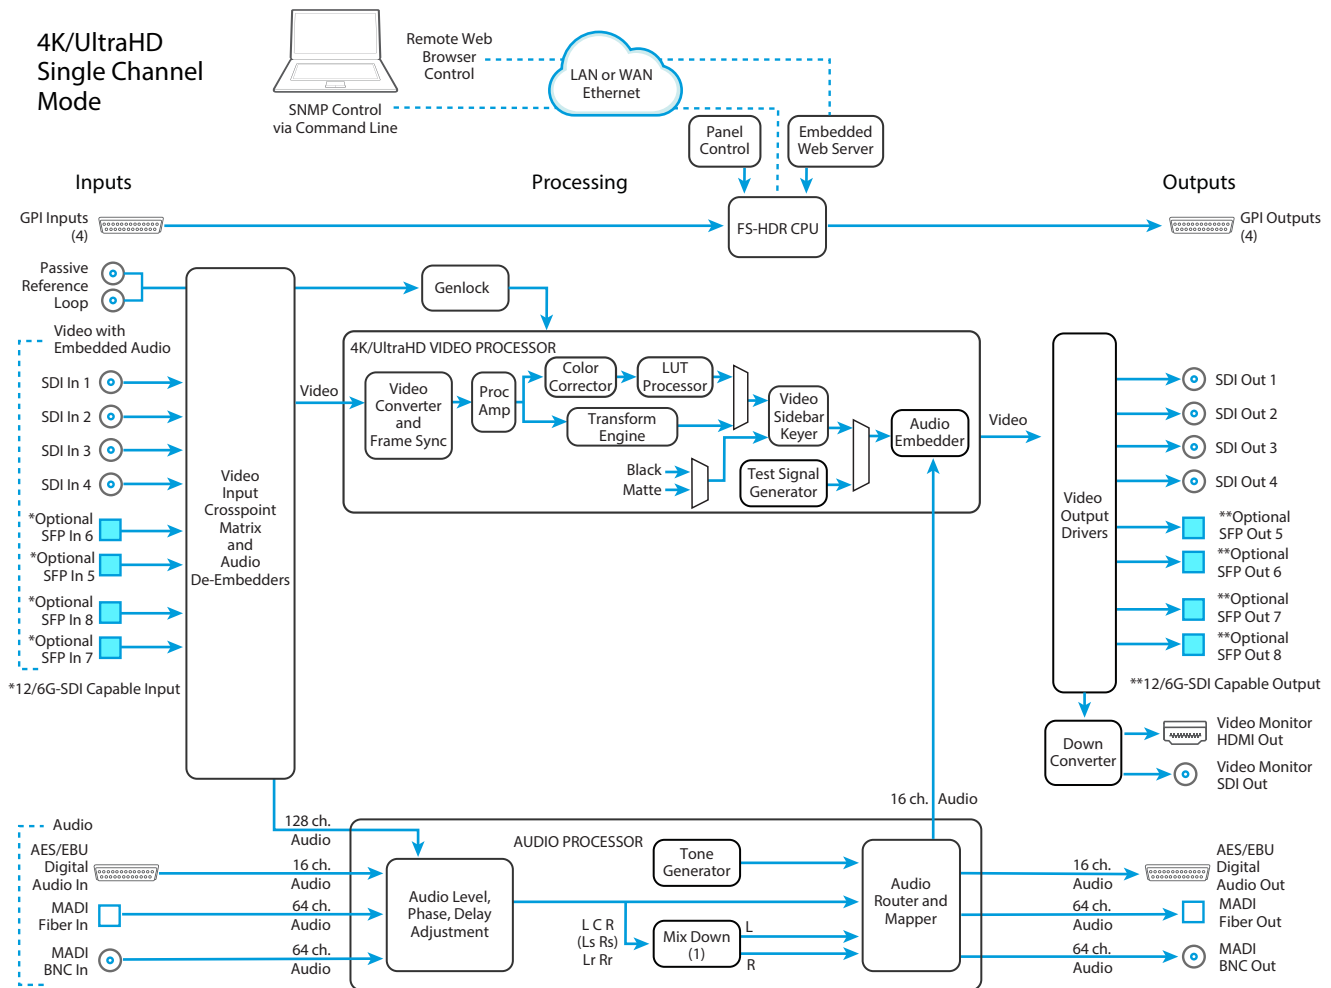 4K/UltraHD
Single Channel
Mode
Remote Web
Browser
Control
LAN or WAN
Ethernet
SNMP Control
via Command Line
Panel
Control
Embedded
Web Server
Inputs
Processing
Outputs
GPI Inputs
(4)
FS-HDR CPU
GPI Outputs
(4)
Passive
Reference
Loop
Genlock
Video with
Embedded Audio
SDI In 1
SDI In 2
SDI In 3
SDI In 4
*Optional
SFP In 6
*Optional
SFP In 5
*Optional
SFP In 8
*Optional
SFP In 7
*12/6G-SDI Capable Input
Video
Input
Crosspoint
Matrix
and
Audio
De-Embedders
Video
4K/UltraHD VIDEO PROCESSOR
Video
Converter
and
Frame Sync
Proc
Amp
Color
Corrector
LUT
Processor
Transform
Engine
Black
Matte
Video
Sidebar
Keyer
Test Signal
Generator
Audio
Embedder
Video
Video
Output
Drivers
SDI Out 1
SDI Out 2
SDI Out 3
SDI Out 4
**Optional
SFP Out 5
**Optional
SFP Out 6
**Optional
SFP Out 7
**Optional
SFP Out 8
**12/6G-SDI Capable Output
Down
Converter
Video Monitor
HDMI Out
Video Monitor
SDI Out
16 ch. Audio
Audio
AES/EBU
Digital
Audio In
MADI
Fiber In
MADI
BNC In
128 ch.
Audio
16 ch.
Audio
64 ch.
Audio
64 ch.
Audio
AUDIO PROCESSOR
Audio Level,
Phase, Delay
Adjustment
Tone
Generator
L C R
(Ls Rs)
Lr Rr
Mix Down
(1)
L
R
Audio
Router and
Mapper
16 ch.
Audio
64 ch.
Audio
64 ch.
Audio
AES/EBU
Digital
Audio Out
MADI
Fiber Out
MADI
BNC Out